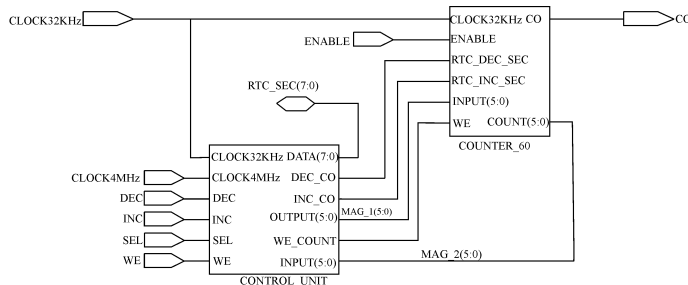 CLOCK32KHz
CLOCK32KHz CO
CO
ENABLE
ENABLE
RTC_DEC_SEC
RTC_SEC(7:0)
RTC_INC_SEC
INPUT(5:0)
WE
COUNT(5:0)
COUNTER_60
CLOCK32KHz DATA(7:0)
CLOCK4MHz
CLOCK4MHz
DEC_CO
DEC
DEC
INC_CO
INC
INC
OUTPUT(5:0)
MAG_1(5:0)
SEL
SEL
WE_COUNT
WE
WE
INPUT(5:0)
MAG_2(5:0)
CONTROL_UNIT